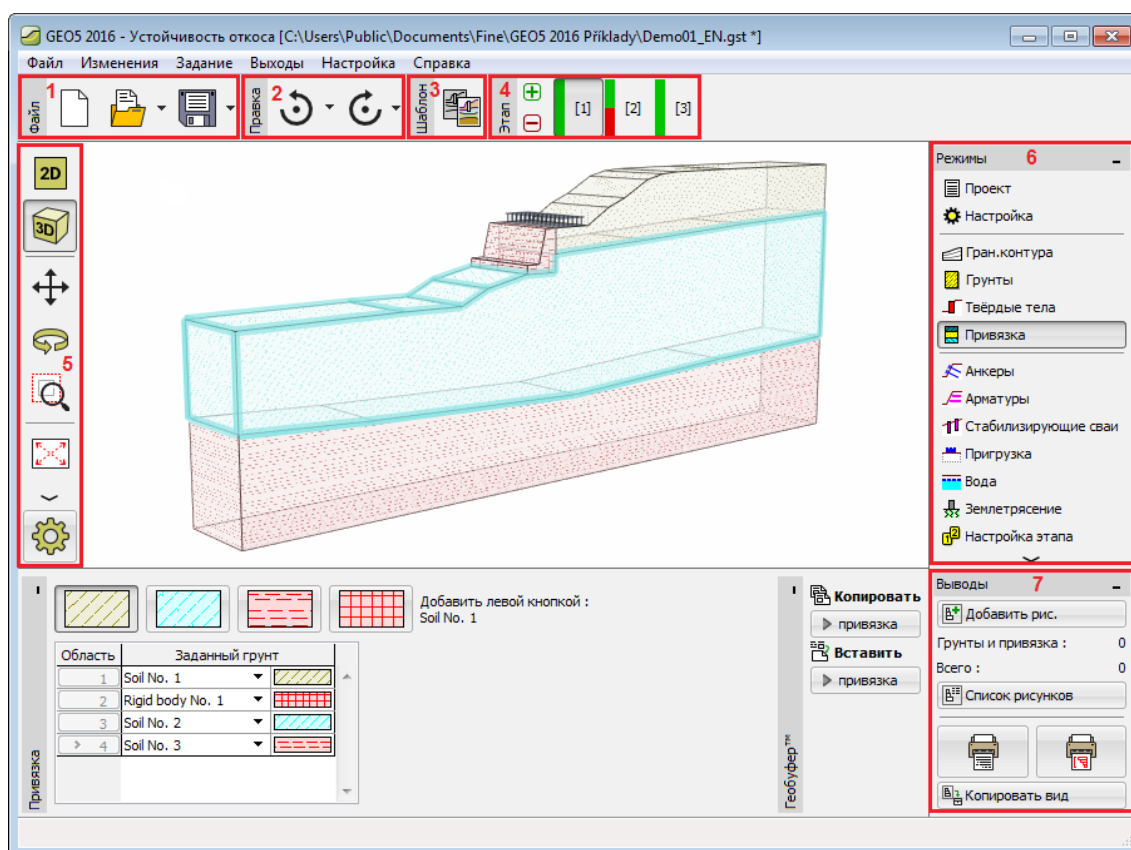 GEO5 2016 - Устойчивость откоса [C:\Users\Public\Documents\Fine\GEO5 2016 Příklady\Demo01_EN.gst *]
Файл Изменения Задание Выходы Настройка Справка
Файл 1 Правка 2 Шаблон 3 Этап 4 [1] [2] [3]
2D
3D
5
Режимы 6
Проект
Настройка
Гран.контура
Грунты
Твёрдые тела
Привязка
Анкеры
Арматуры
Стабилизирующие сваи
Пригрузка
Вода
Землетрясение
Настройка этапа
Привязка
Добавить левой кнопкой :
Soil No. 1
Область Заданный грунт
1 Soil No. 1
2 Rigid body No. 1
3 Soil No. 2
4 Soil No. 3
Геобуфер™
Копировать
привязка
Вставить
привязка
Выводы 7
Добавить рис.
Грунты и привязка : 0
Всего : 0
Список рисунков
Копировать вид